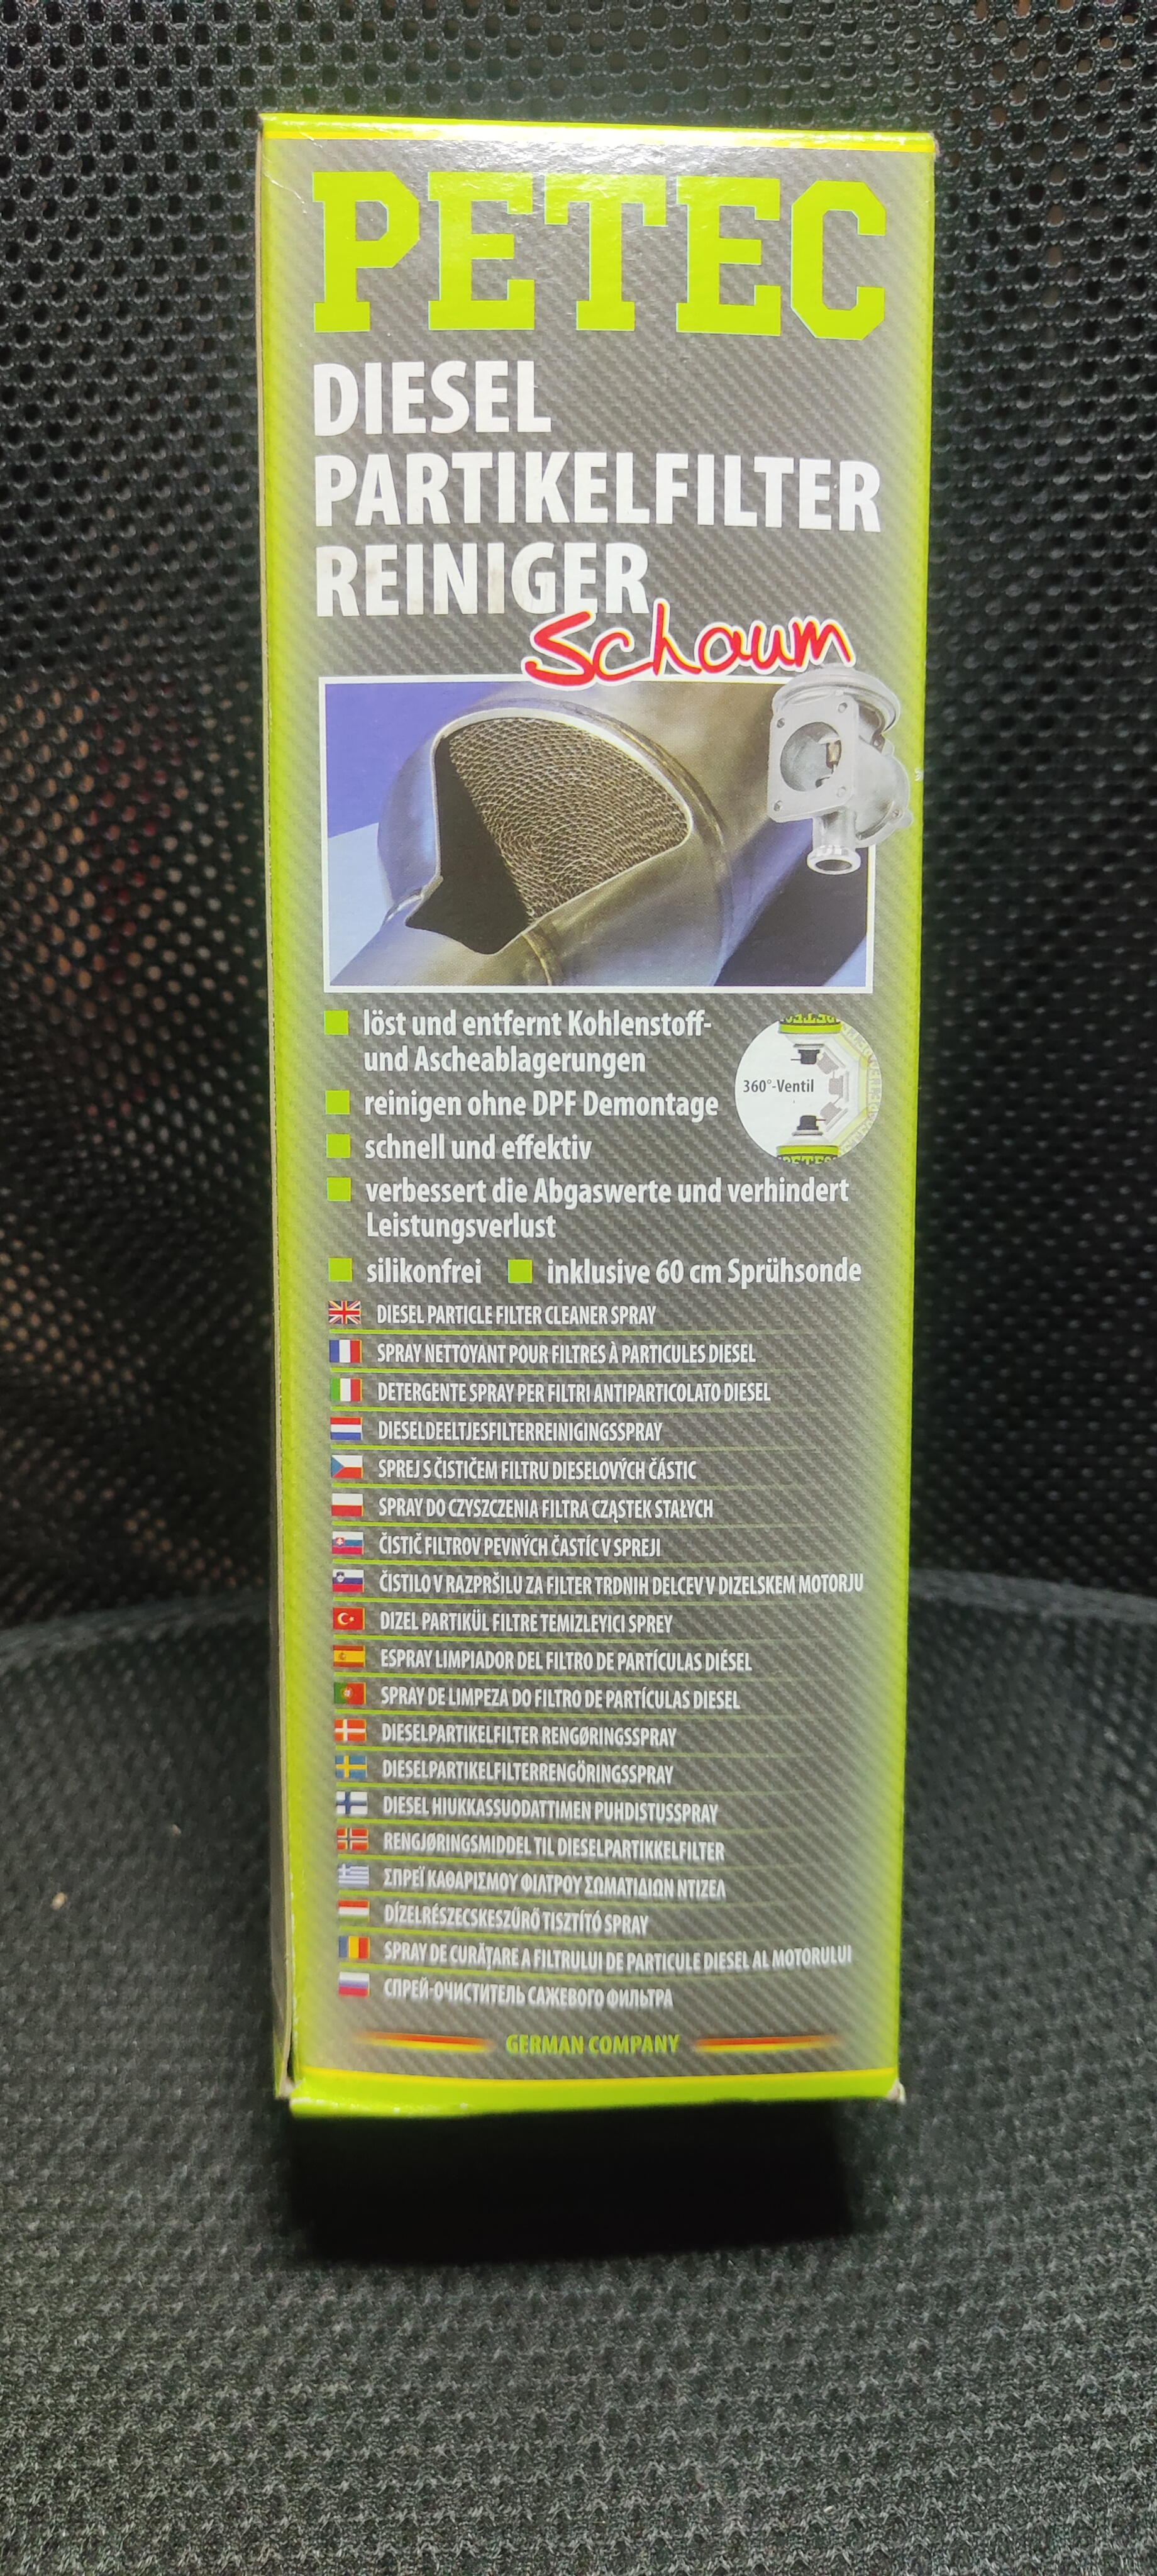 PETEC
DIESEL
PARTIKELFILTER
REINIGER
Schaum
löst und entfernt Kohlenstoff-
und Ascheablagerungen
360°-Ventil
reinigen ohne DPF Demontage
schnell und effektiv
verbessert die Abgaswerte und verhindert
Leistungsverlust
silikonfrei inklusive 60 cm Sprühsonde
DIESEL PARTICLE FILTER CLEANER SPRAY
SPRAY NETTOYANT POUR FILTRES À PARTICULES DIESEL
DETERGENTE SPRAY PER FILTRI ANTIPARTICOLATO DIESEL
DIESELDEELTJESFILTERREINIGINGSSPRAY
SPREJ S ČISTIČEM FILTRU DIESELOVÝCH ČÁSTIC
SPRAY DO CZYSZCZENIA FILTRA CZĄSTEK STAŁYCH
ČISTIČ FILTROV PEVNÝCH ČASTÍC V SPREJI
ČISTILO V RAZPRŠILU ZA FILTER TRDNIH DELCEV V DIZELSKEM MOTORJU
DIZEL PARTIKÜL FILTRE TEMIZLEYICI SPREY
ESPRAY LIMPIADOR DEL FILTRO DE PARTÍCULAS DIÉSEL
SPRAY DE LIMPEZA DO FILTRO DE PARTÍCULAS DIESEL
DIESELPARTIKELFILTER RENGØRINGSSPRAY
DIESELPARTIKELFILTERRENGÖRINGSSPRAY
DIESEL HIUKKASSUODATTIMEN PUHDISTUSSPRAY
RENGJØRINGSMIDDEL TIL DIESELPARTIKKELFILTER
ΣΠΡΕΪ ΚΑΘΑΡΙΣΜΟΥ ΦΙΛΤΡΟΥ ΣΩΜΑΤΙΔΙΩΝ ΝΤΙΖΕΛ
DÍZELRÉSZECSKESZŰRŐ TISZTÍTÓ SPRAY
SPRAY DE CURĂȚARE A FILTRULUI DE PARTICULE DIESEL AL MOTORULUI
СПРЕЙ-ОЧИСТИТЕЛЬ САЖЕВОГО ФИЛЬТРА
GERMAN COMPANY